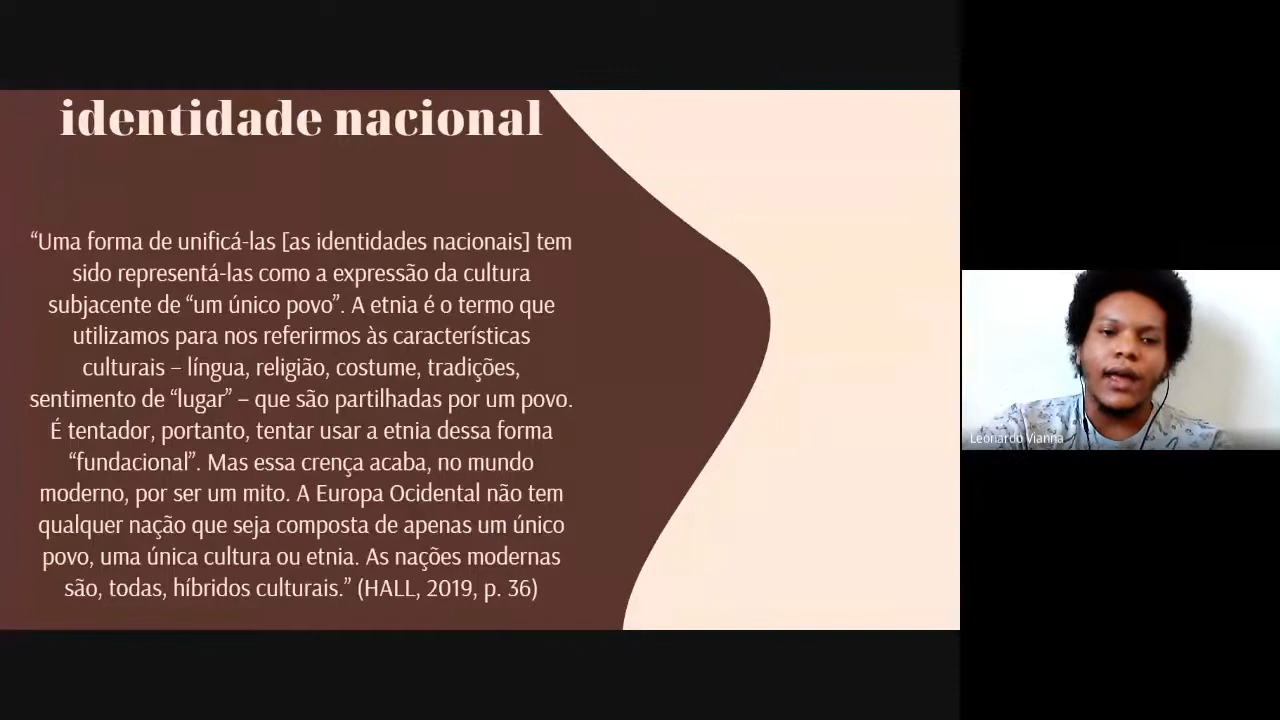 identidade nacional
“Uma forma de unificá-las [as identidades nacionais] tem
sido representá-las como a expressão da cultura
subjacente de “um único povo”. A etnia é o termo que
utilizamos para nos referirmos às características
culturais – língua, religião, costume, tradições,
sentimento de “lugar” – que são partilhadas por um povo.
É tentador, portanto, tentar usar a etnia dessa forma
“fundacional”. Mas essa crença acaba, no mundo
moderno, por ser um mito. A Europa Ocidental não tem
qualquer nação que seja composta de apenas um único
povo, uma única cultura ou etnia. As nações modernas
são, todas, híbridos culturais.” (HALL, 2019, p. 36)
Leonardo Vianna